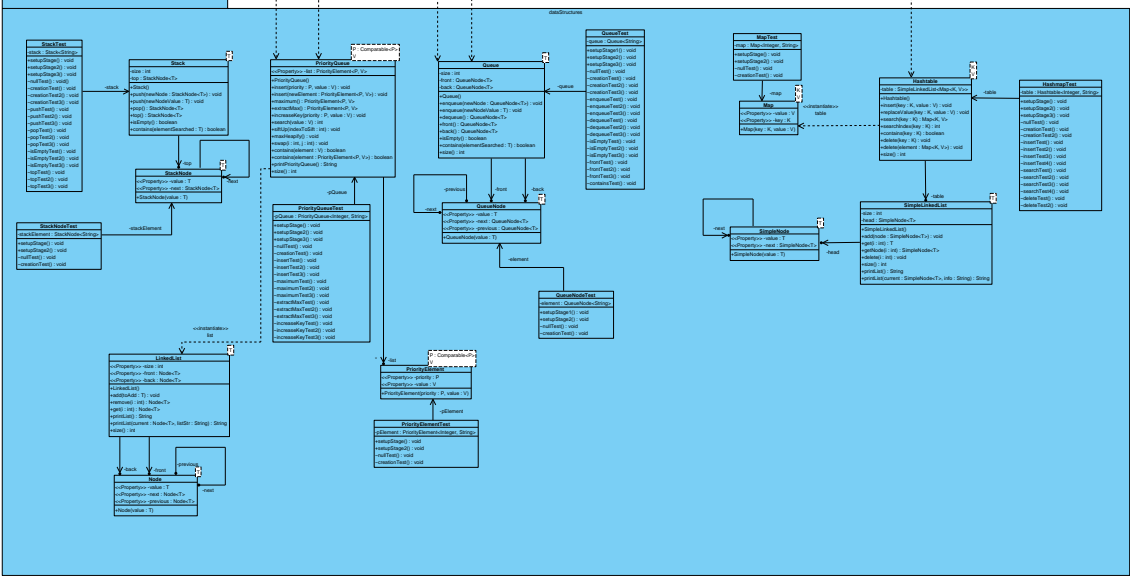 dataStructures
StackTest
-stack : Stack<String>
+setupStage() : void
+setupStage2() : void
+setupStage3() : void
~nullTest() : void
~creationTest() : void
~creationTest2() : void
~creationTest3() : void
~pushTest() : void
~pushTest2() : void
~pushTest3() : void
~popTest() : void
~popTest2() : void
~popTest3() : void
~isEmptyTest() : void
~isEmptyTest2() : void
~isEmptyTest3() : void
~topTest() : void
~topTest2() : void
~topTest3() : void
-stack
T
Stack
-size : int
-top : StackNode<T>
+Stack()
+push(newNode : StackNode<T>) : void
+push(newNodeValue : T) : void
+pop() : StackNode<T>
+top() : StackNode<T>
+isEmpty() : boolean
+contains(elementSearched : T) : boolean
-top
-next
T
StackNode
<<Property>> -value : T
<<Property>> -next : StackNode<T>
+StackNode(value : T)
StackNodeTest
-stackElement : StackNode<String>
+setupStage() : void
+setupStage2() : void
~nullTest() : void
~creationTest() : void
-stackElement
P : Comparable<P>
V
PriorityQueue
<<Property>> -list : PriorityElement<P, V>
+PriorityQueue()
+insert(priority : P, value : V) : void
+insert(newElement : PriorityElement<P, V>) : void
+maximum() : PriorityElement<P, V>
+extractMax() : PriorityElement<P, V>
+increaseKey(priority : P, value : V) : void
+search(value : V) : int
+siftUp(indexToSift : int) : void
-maxHeapify() : void
+swap(i : int, j : int) : void
+contains(element : V) : boolean
+contains(element : PriorityElement<P, V>) : boolean
+printPriorityQueue() : String
+size() : int
-pQueue
PriorityQueueTest
-pQueue : PriorityQueue<Integer, String>
+setupStage() : void
+setupStage2() : void
+setupStage3() : void
~nullTest() : void
~creationTest() : void
~insertTest() : void
~insertTest2() : void
~insertTest3() : void
~maximumTest() : void
~maximumTest2() : void
~maximumTest3() : void
~extractMaxTest() : void
~extractMaxTest2() : void
~extractMaxTest3() : void
~increaseKeyTest() : void
~increaseKeyTest2() : void
~increaseKeyTest3() : void
<<instantiate>>
list
T
LinkedList
<<Property>> -size : int
<<Property>> -front : Node<T>
<<Property>> -back : Node<T>
+LinkedList()
+add(toAdd : T) : void
+remove(i : int) : Node<T>
+get(i : int) : Node<T>
+printList() : String
+printList(current : Node<T>, listStr : String) : String
+size() : int
-back
-front
-previous
-next
T
Node
<<Property>> -value : T
<<Property>> -next : Node<T>
<<Property>> -previous : Node<T>
+Node(value : T)
-list
P : Comparable<P>
V
PriorityElement
<<Property>> -priority : P
<<Property>> -value : V
+PriorityElement(priority : P, value : V)
-pElement
PriorityElementTest
-pElement : PriorityElement<Integer, String>
+setupStage() : void
+setupStage2() : void
~nullTest() : void
~creationTest() : void
T
Queue
-size : int
-front : QueueNode<T>
-back : QueueNode<T>
+Queue()
+enqueue(newNode : QueueNode<T>) : void
+enqueue(newNodeValue : T) : void
+dequeue() : QueueNode<T>
+front() : QueueNode<T>
+back() : QueueNode<T>
+isEmpty() : boolean
+contains(elementSearched : T) : boolean
+size() : int
-previous
-next
-front
-back
T
QueueNode
<<Property>> -value : T
<<Property>> -next : QueueNode<T>
<<Property>> -previous : QueueNode<T>
+QueueNode(value : T)
-element
QueueNodeTest
-element : QueueNode<String>
+setupStage1() : void
+setupStage2() : void
~nullTest() : void
~creationTest() : void
-queue
QueueTest
-queue : Queue<String>
+setupStage1() : void
+setupStage2() : void
+setupStage3() : void
~nullTest() : void
~creationTest() : void
~creationTest2() : void
~creationTest3() : void
~enqueueTest() : void
~enqueueTest2() : void
~enqueueTest3() : void
~dequeueTest() : void
~dequeueTest2() : void
~dequeueTest3() : void
~isEmptyTest() : void
~isEmptyTest2() : void
~isEmptyTest3() : void
~frontTest() : void
~frontTest2() : void
~frontTest3() : void
~containsTest() : void
MapTest
-map : Map<Integer, String>
+setupStage() : void
+setupStage2() : void
~nullTest() : void
~creationTest() : void
-map
K
V
Map
<<Property>> -value : V
<<Property>> -key : K
+Map(key : K, value : V)
<<instantiate>>
table
K
V
Hashtable
-table : SimpleLinkedList<Map<K, V>>
+Hashtable()
+insert(key : K, value : V) : void
+replaceValue(key : K, value : V) : void
+search(key : K) : Map<K, V>
+searchIndex(key : K) : int
+contains(key : K) : boolean
+delete(key : K) : void
+delete(element : Map<K, V>) : void
+size() : int
-table
HashmapTest
-table : Hashtable<Integer, String>
+setupStage() : void
+setupStage2() : void
+setupStage3() : void
~nullTest() : void
~creationTest() : void
~creationTest2() : void
~insertTest() : void
~insertTest2() : void
~insertTest3() : void
~insertTest4() : void
~searchTest() : void
~searchTest2() : void
~searchTest3() : void
~searchTest4() : void
~deleteTest() : void
~deleteTest2() : void
-table
T
SimpleLinkedList
-size : int
-head : SimpleNode<T>
+SimpleLinkedList()
+add(node : SimpleNode<T>) : void
+get(i : int) : T
+getNode(i : int) : SimpleNode<T>
+delete(i : int) : void
+size() : int
+printList() : String
+printList(current : SimpleNode<T>, info : String) : String
-head
-next
T
SimpleNode
<<Property>> -value : T
<<Property>> -next : SimpleNode<T>
+SimpleNode(value : T)